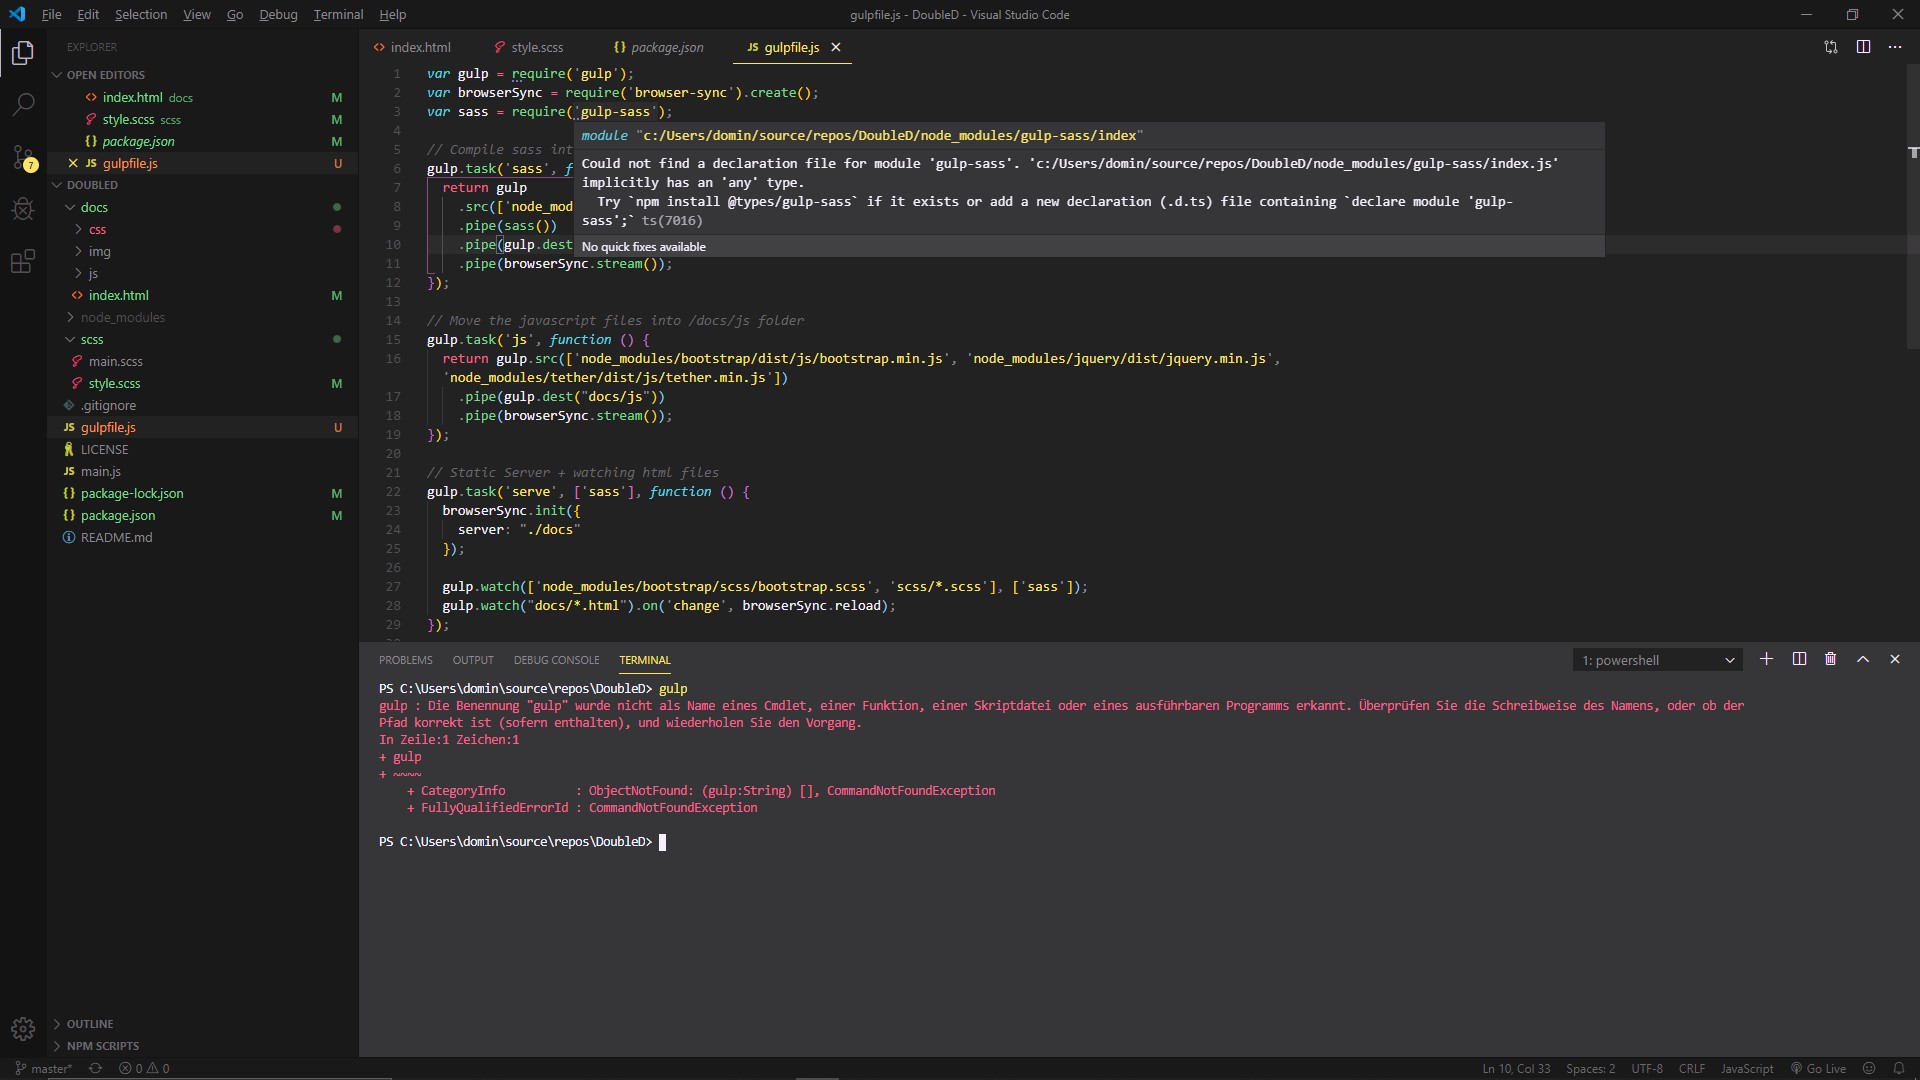 File Edit Selection View Go Debug Terminal Help
gulpfile.js - DoubleD - Visual Studio Code
EXPLORER
OPEN EDITORS
index.html docs M
style.scss scss M
package.json M
JS gulpfile.js U
DOUBLED
docs
css
img
js
index.html M
node_modules
scss
main.scss
style.scss M
.gitignore
JS gulpfile.js U
LICENSE
JS main.js
{} package-lock.json M
{} package.json M
README.md
OUTLINE
NPM SCRIPTS
7
index.html style.scss {} package.json JS gulpfile.js
1 var gulp = require('gulp');
2 var browserSync = require('browser-sync').create();
3 var sass = require('gulp-sass');
4
5 // Compile sass int
6 gulp.task('sass', f
7 return gulp
8 .src(['node_mod
9 .pipe(sass())
10 .pipe(gulp.dest
11 .pipe(browserSync.stream());
12 });
13
14 // Move the javascript files into /docs/js folder
15 gulp.task('js', function () {
16 return gulp.src(['node_modules/bootstrap/dist/js/bootstrap.min.js', 'node_modules/jquery/dist/jquery.min.js',
'node_modules/tether/dist/js/tether.min.js'])
17 .pipe(gulp.dest("docs/js"))
18 .pipe(browserSync.stream());
19 });
20
21 // Static Server + watching html files
22 gulp.task('serve', ['sass'], function () {
23 browserSync.init({
24 server: "./docs"
25 });
26
27 gulp.watch(['node_modules/bootstrap/scss/bootstrap.scss', 'scss/*.scss'], ['sass']);
28 gulp.watch("docs/*.html").on('change', browserSync.reload);
29 });
module "c:/Users/domin/source/repos/DoubleD/node_modules/gulp-sass/index"
Could not find a declaration file for module 'gulp-sass'. 'c:/Users/domin/source/repos/DoubleD/node_modules/gulp-sass/index.js'
implicitly has an 'any' type.
Try `npm install @types/gulp-sass` if it exists or add a new declaration (.d.ts) file containing `declare module 'gulp-
sass';` ts(7016)
No quick fixes available
PROBLEMS OUTPUT DEBUG CONSOLE TERMINAL
1: powershell
PS C:\Users\domin\source\repos\DoubleD> gulp
gulp : Die Benennung "gulp" wurde nicht als Name eines Cmdlet, einer Funktion, einer Skriptdatei oder eines ausführbaren Programms erkannt. Überprüfen Sie die Schreibweise des Namens, oder ob der
Pfad korrekt ist (sofern enthalten), und wiederholen Sie den Vorgang.
In Zeile:1 Zeichen:1
+ gulp
+ ~~~~
+ CategoryInfo : ObjectNotFound: (gulp:String) [], CommandNotFoundException
+ FullyQualifiedErrorId : CommandNotFoundException
PS C:\Users\domin\source\repos\DoubleD>
master* 0 0
Ln 10, Col 33 Spaces: 2 UTF-8 CRLF JavaScript Go Live